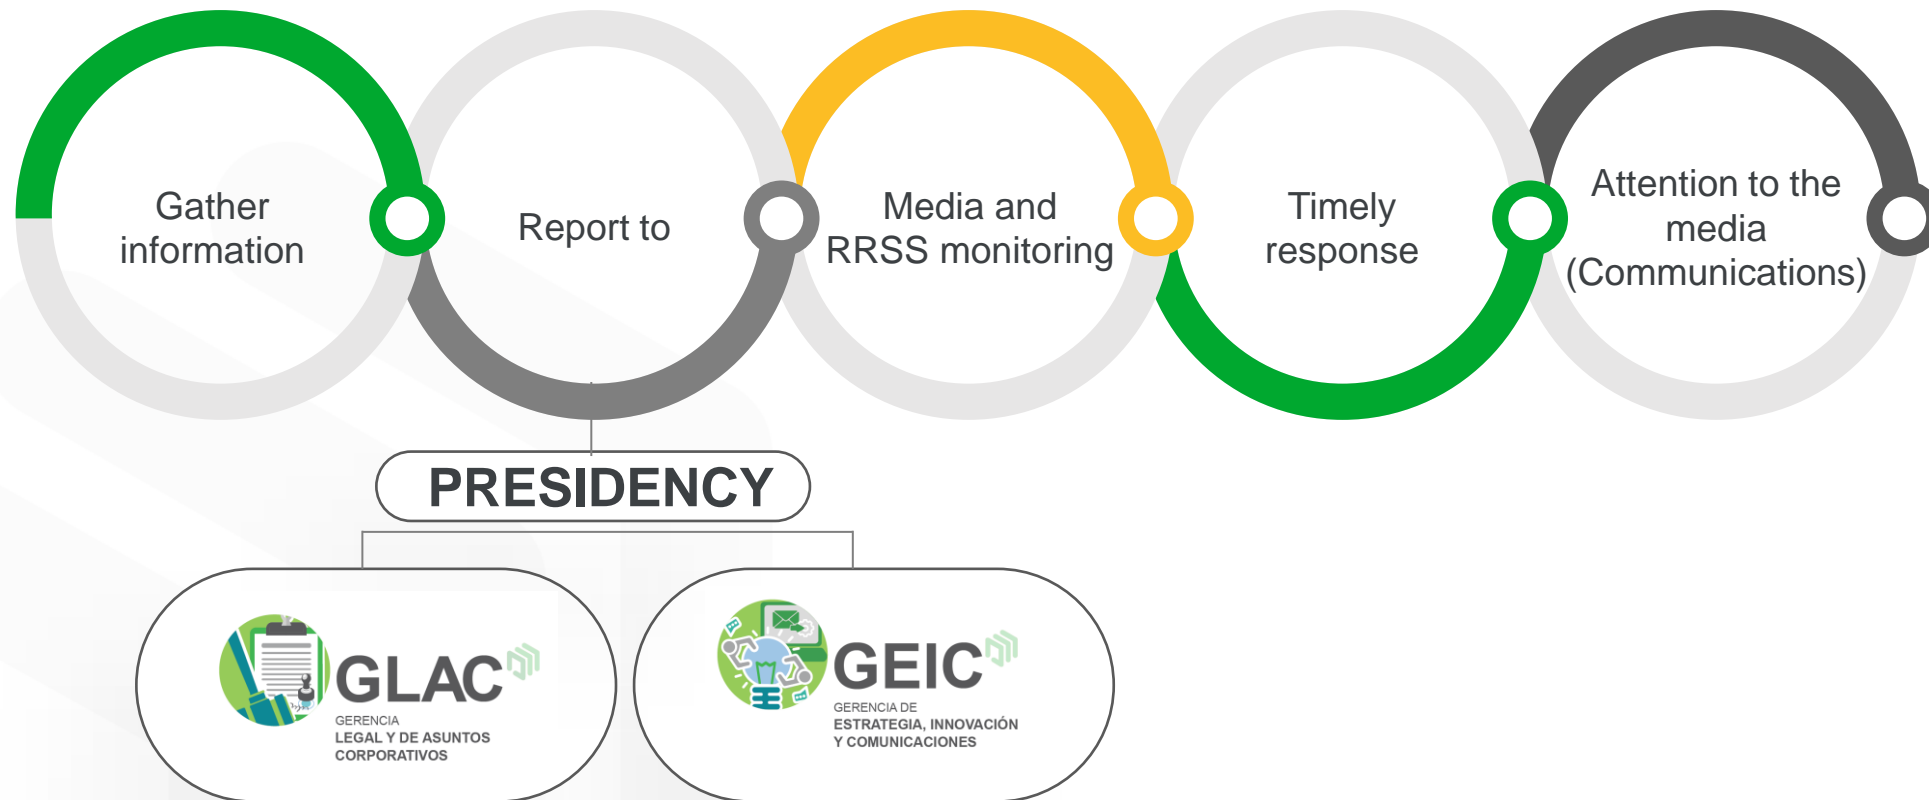 Gather
information
Report to
Media and
RRSS monitoring
Timely
response
Attention to the
media
(Communications)
PRESIDENCY
GLAC
GERENCIA
LEGAL Y DE ASUNTOS
CORPORATIVOS
GEIC
GERENCIA DE
ESTRATEGIA, INNOVACIÓN
Y COMUNICACIONES